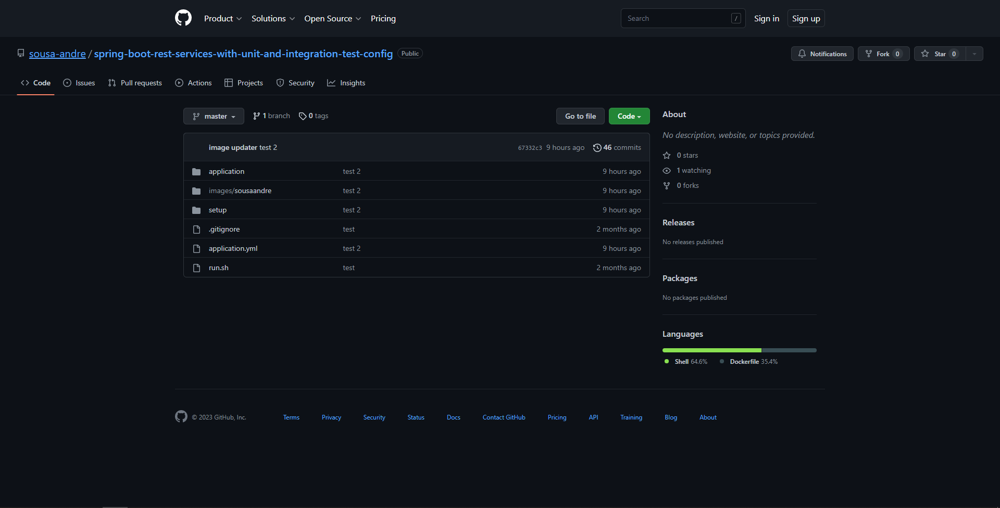 Product Solutions Open Source Pricing Search / Sign in Sign up
sousa-andre / spring-boot-rest-services-with-unit-and-integration-test-config Public Notifications Fork 0 Star 0
Code Issues Pull requests Actions Projects Security Insights
master 1 branch 0 tags Go to file Code
image updater test 2 67332c3 9 hours ago 46 commits
application test 2 9 hours ago
images/sousaandre test 2 9 hours ago
setup test 2 9 hours ago
.gitignore test 2 months ago
application.yml test 2 9 hours ago
run.sh test 2 months ago
About
No description, website, or topics provided.
0 stars
1 watching
0 forks
Releases
No releases published
Packages
No packages published
Languages
Shell 64.6% Dockerfile 35.4%
© 2023 GitHub, Inc. Terms Privacy Security Status Docs Contact GitHub Pricing API Training Blog About